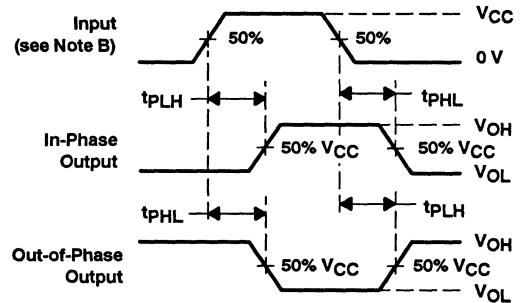 Input
(see Note B)
50%
50%
VCC
0 V
tPLH
tPHL
In-Phase
Output
50% VCC
50% VCC
VOH
VOL
tPHL
tPLH
Out-of-Phase
Output
50% VCC
50% VCC
VOH
VOL